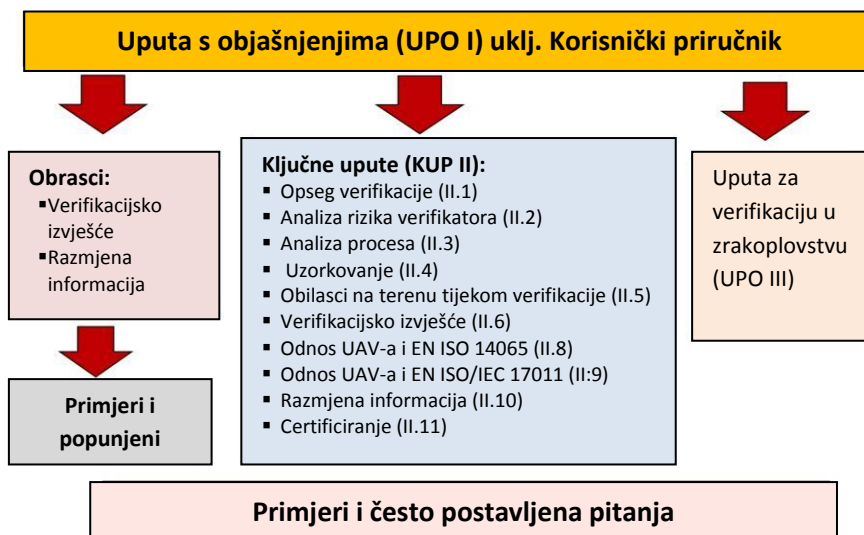 Uputa s objašnjenjima (UPO I) uklj. Korisnički priručnik
Obrasci:
▪Verifikacijsko
izvješće
▪Razmjena
informacija
Primjeri i
popunjeni
Ključne upute (KUP II):
▪ Opseg verifikacije (II.1)
▪ Analiza rizika verifikatora (II.2)
▪ Analiza procesa (II.3)
▪ Uzorkovanje (II.4)
▪ Obilasci na terenu tijekom verifikacije (II.5)
▪ Verifikacijsko izvješće (II.6)
▪ Odnos UAV-a i EN ISO 14065 (II.8)
▪ Odnos UAV-a i EN ISO/IEC 17011 (II:9)
▪ Razmjena informacija (II.10)
▪ Certificiranje (II.11)
Uputa za
verifikaciju u
zrakoplovstvu
(UPO III)
Primjeri i često postavljena pitanja